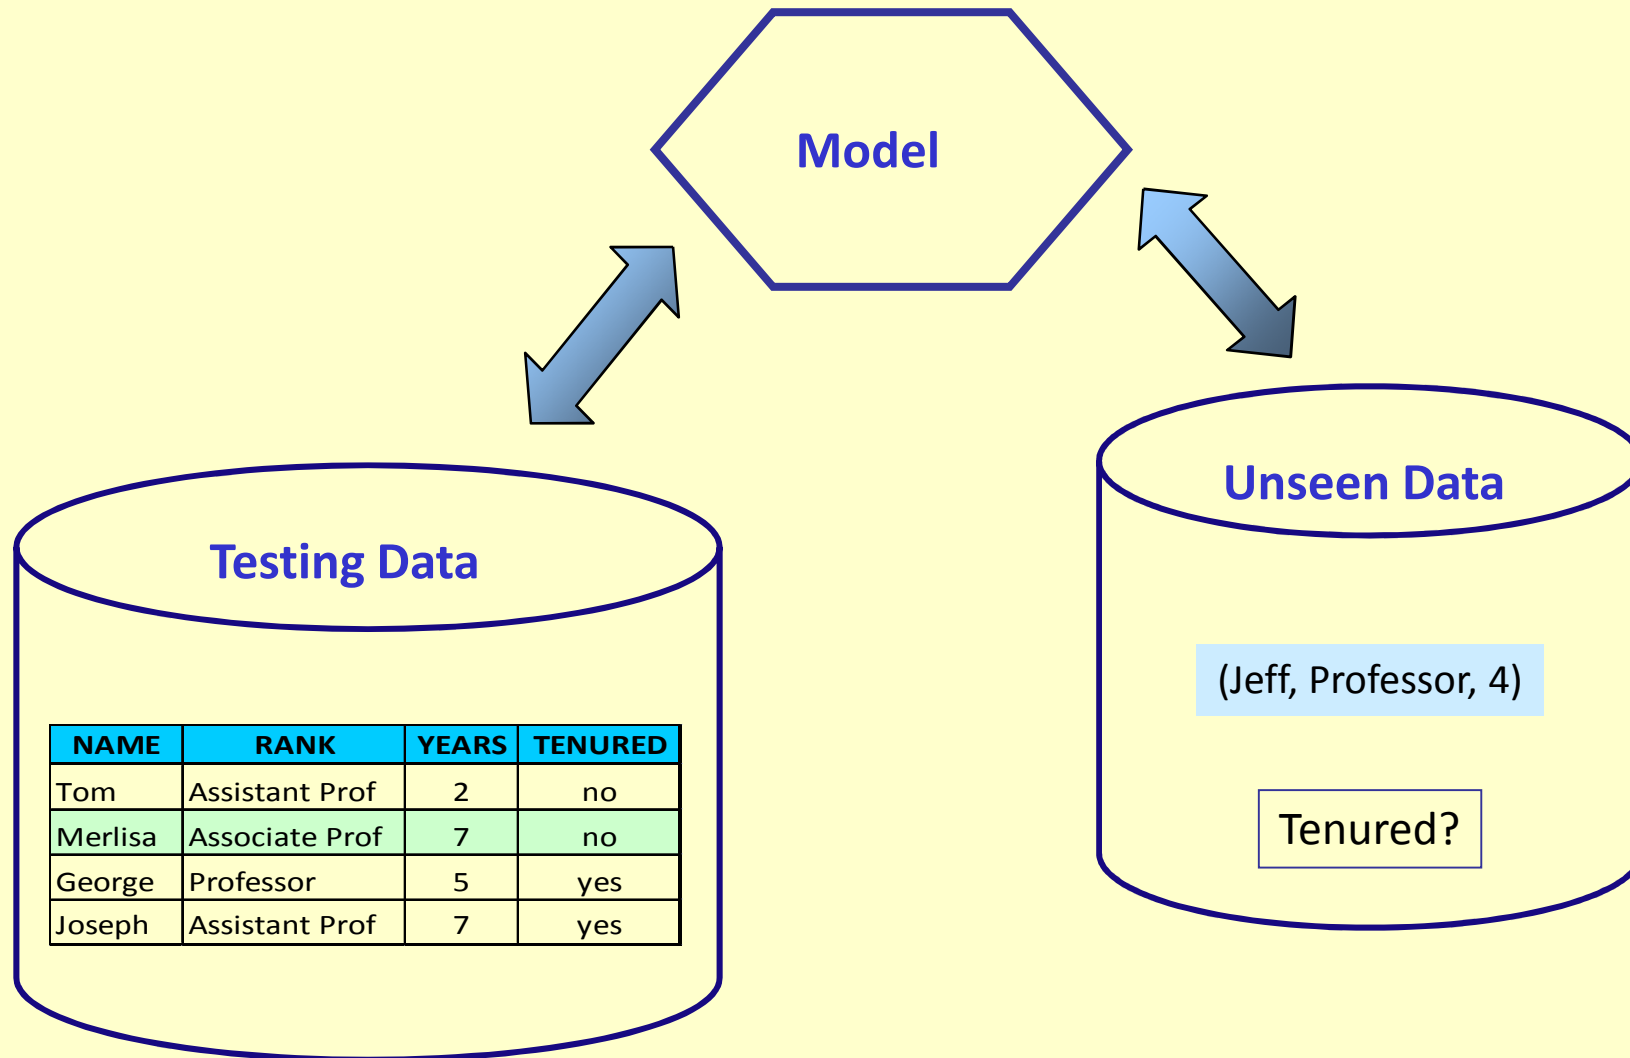 Model
Testing Data
NAME RANK YEARS TENURED
Tom Assistant Prof 2 no
Merlisa Associate Prof 7 no
George Professor 5 yes
Joseph Assistant Prof 7 yes
Unseen Data
(Jeff, Professor, 4)
Tenured?